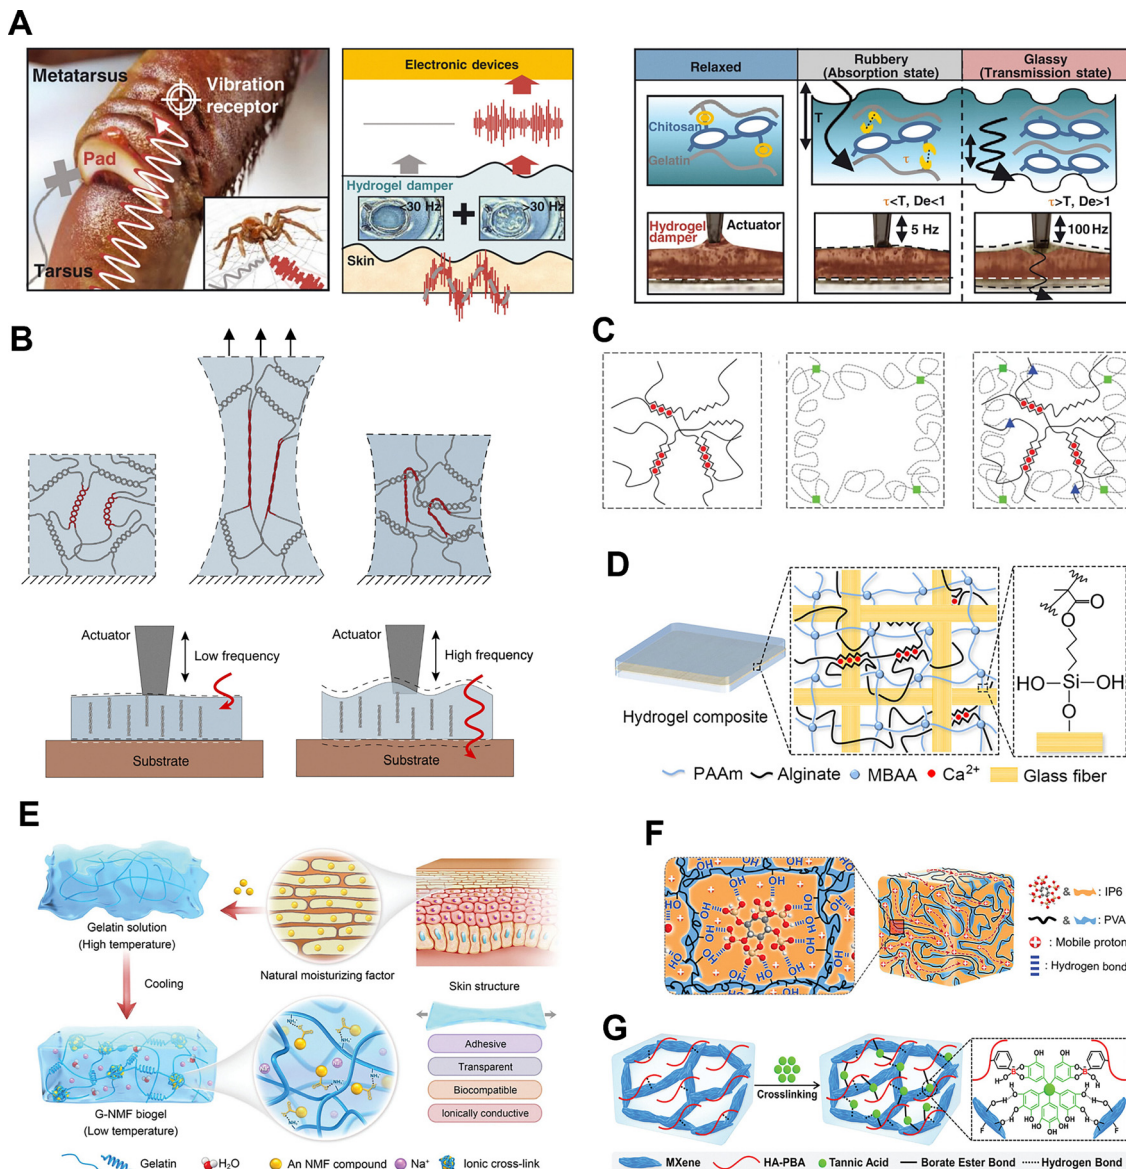 A
Metatarsus
Vibration
receptor
Pad
Tarsus
Electronic devices
Hydrogel damper
<30 Hz
>30 Hz
Skin
Relaxed
Rubbery
(Absorption state)
Glassy
(Transmission state)
Chitosan
Gelatin
T
τ
τ<T, De<1
τ>T, De>1
Hydrogel
damper
Actuator
5 Hz
100 Hz
B
Actuator
Low frequency
Substrate
Actuator
High frequency
Substrate
C
D
Hydrogel composite
O
O
HO
Si
OH
O
PAAm
Alginate
MBAA
Ca2+
Glass fiber
E
Gelatin solution
(High temperature)
Natural moisturizing factor
Skin structure
Cooling
Adhesive
Transparent
Biocompatible
Ionically conductive
G-NMF biogel
(Low temperature)
Gelatin
H₂O
An NMF compound
Na⁺
Ionic cross-link
F
& : IP6
& : PVA
: Mobile proton
: Hydrogen bond
G
Crosslinking
MXene
HA-PBA
Tannic Acid
Borate Ester Bond
Hydrogen Bond